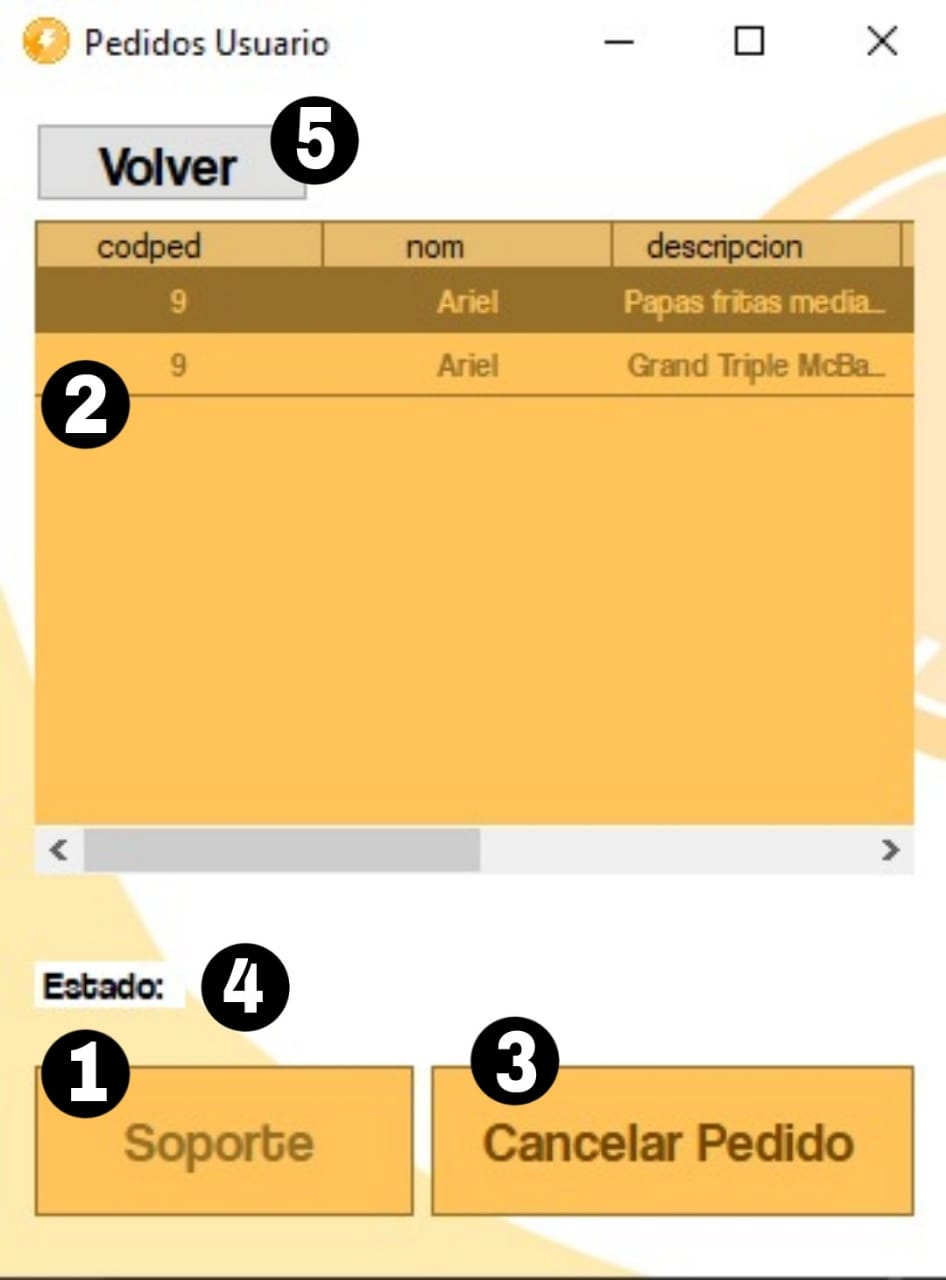 Pedidos Usuario
Volver 5
codped nom descripcion
9 Ariel Papas fritas media...
9 Ariel Grand Triple McBa...
2
Estado: 4
1 3
Soporte Cancelar Pedido